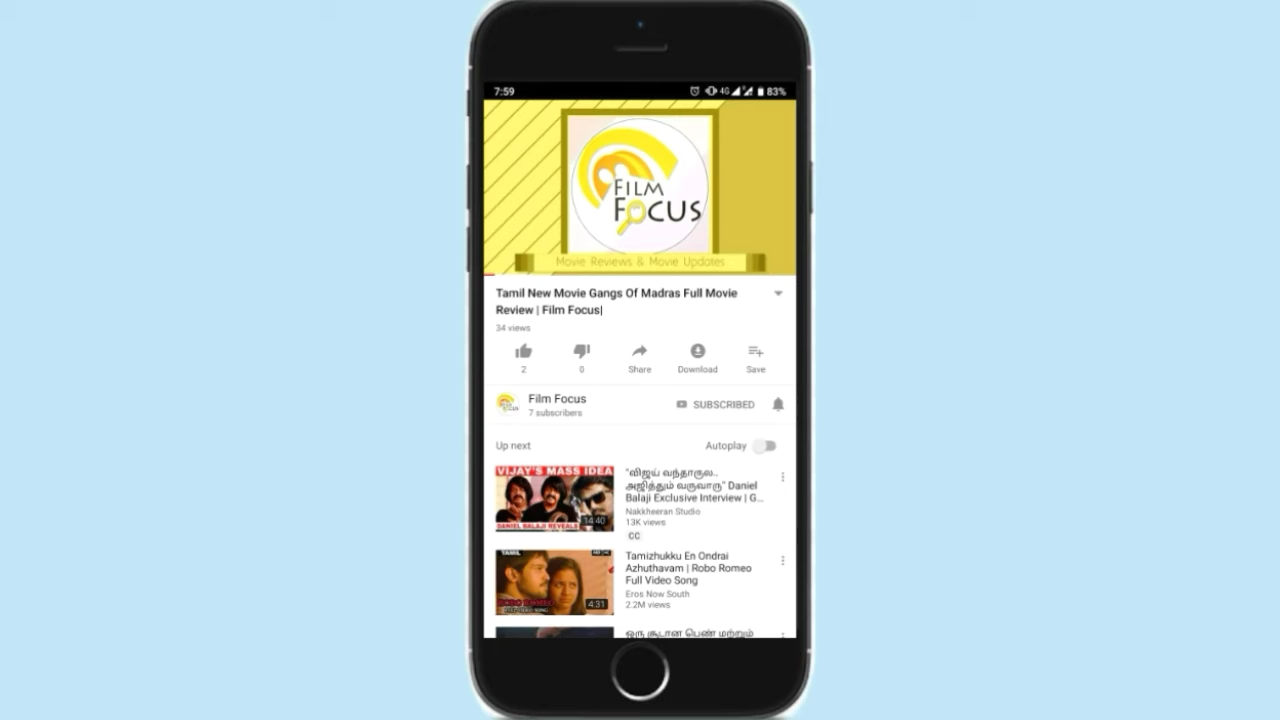 7:59
4G
83%
FILM
FOCUS
Movie Reviews & Movie Updates
Tamil New Movie Gangs Of Madras Full Movie
Review | Film Focus|
34 views
2
0
Share
Download
Save
Film Focus
7 subscribers
SUBSCRIBED
Up next
Autoplay
VIJAY'S MASS IDEA
DANIEL BALAJI REVEALS
14:40
"விஜய் வந்தாருல..
அஜித்தும் வருவாரு" Daniel
Balaji Exclusive Interview | G...
Nakkheeran Studio
13K views
CC
TAMIL
4:31
Tamizhukku En Ondrai
Azhuthavam | Robo Romeo
Full Video Song
Eros Now South
2.2M views
ஒரு சூடான பெண் மற்றும்